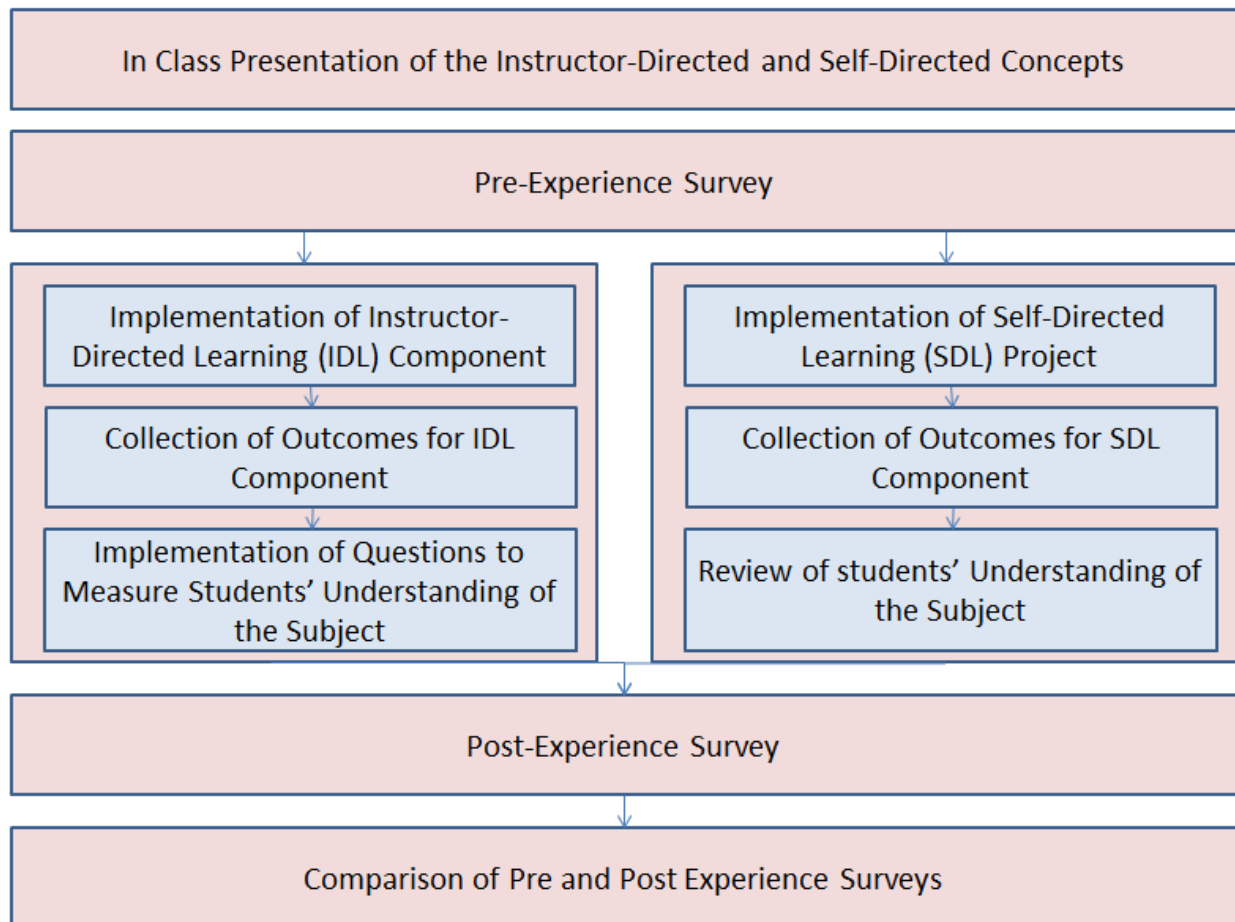 In Class Presentation of the Instructor-Directed and Self-Directed Concepts
Pre-Experience Survey
Implementation of Instructor-
Directed Learning (IDL) Component
Collection of Outcomes for IDL
Component
Implementation of Questions to
Measure Students’ Understanding of
the Subject
Implementation of Self-Directed
Learning (SDL) Project
Collection of Outcomes for SDL
Component
Review of students’ Understanding of
the Subject
Post-Experience Survey
Comparison of Pre and Post Experience Surveys